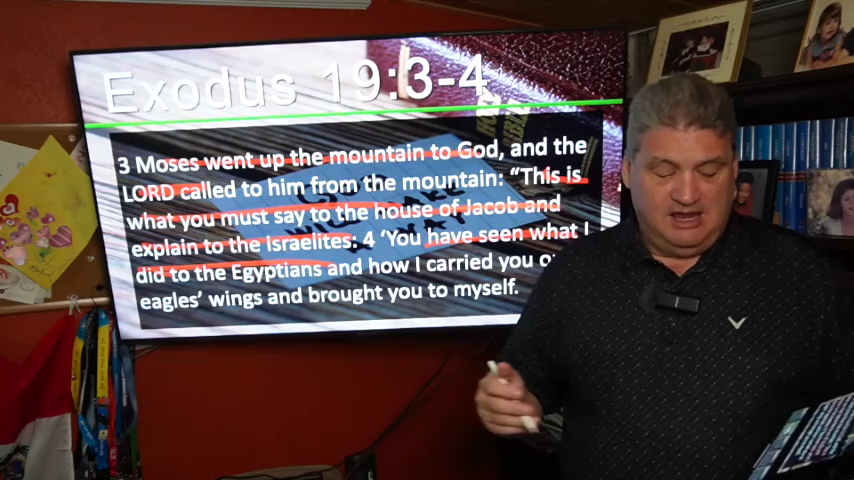 Exodus 19:3-4
3 Moses went up the mountain to God, and the
LORD called to him from the mountain: “This is
what you must say to the house of Jacob and
explain to the Israelites: 4 ‘You have seen what I
did to the Egyptians and how I carried you
eagles’ wings and brought you to myself.